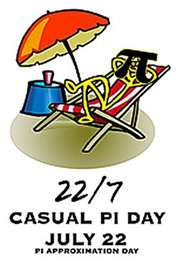 22/7
CASUAL PI DAY
JULY 22
PI APPROXIMATION DAY